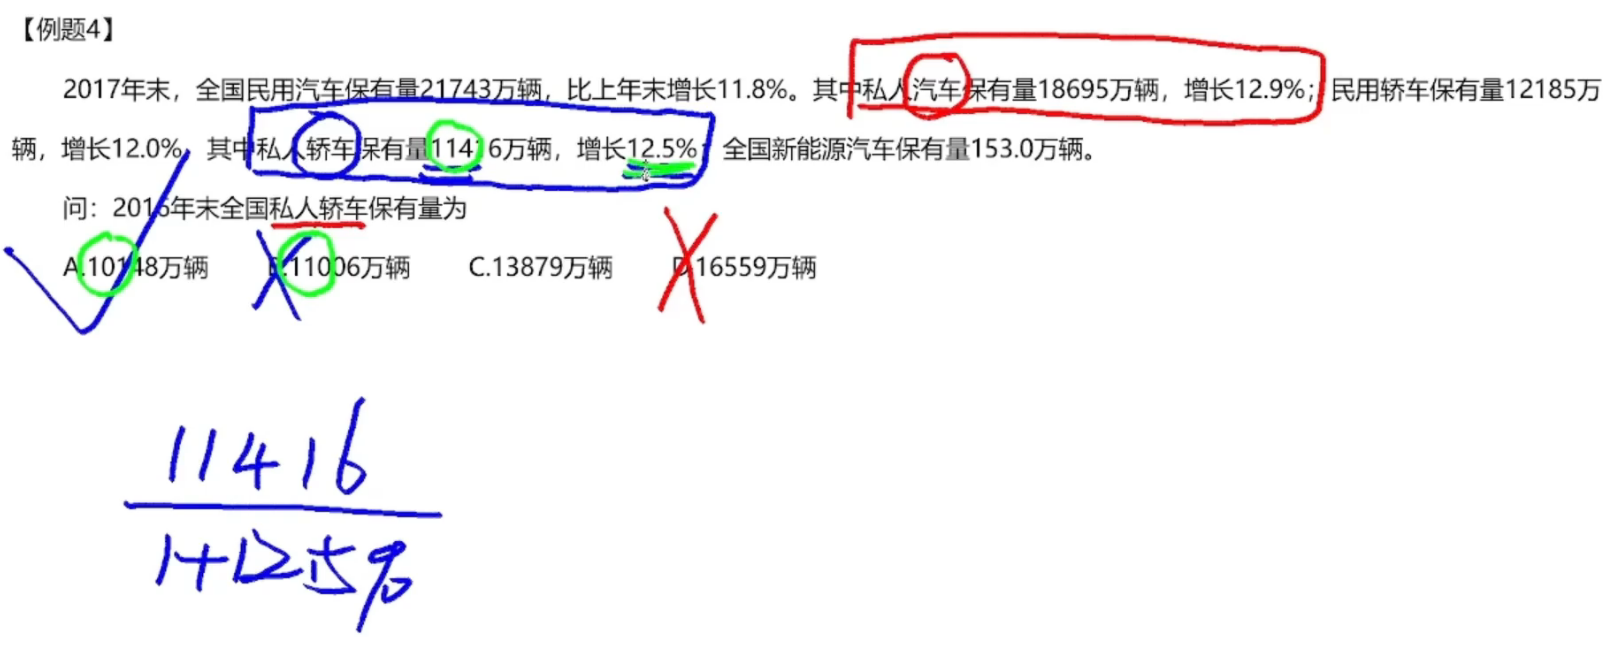 【例题4】
2017年末，全国民用汽车保有量21743万辆，比上年末增长11.8%。其中私人汽车保有量18695万辆，增长12.9%；民用轿车保有量12185万
辆，增长12.0%，其中私人轿车保有量11416万辆，增长12.5%；全国新能源汽车保有量153.0万辆。
问：2016年末全国私人轿车保有量为
A.10148万辆 B.11006万辆 C.13879万辆 D.16559万辆
11416
1+12.5%